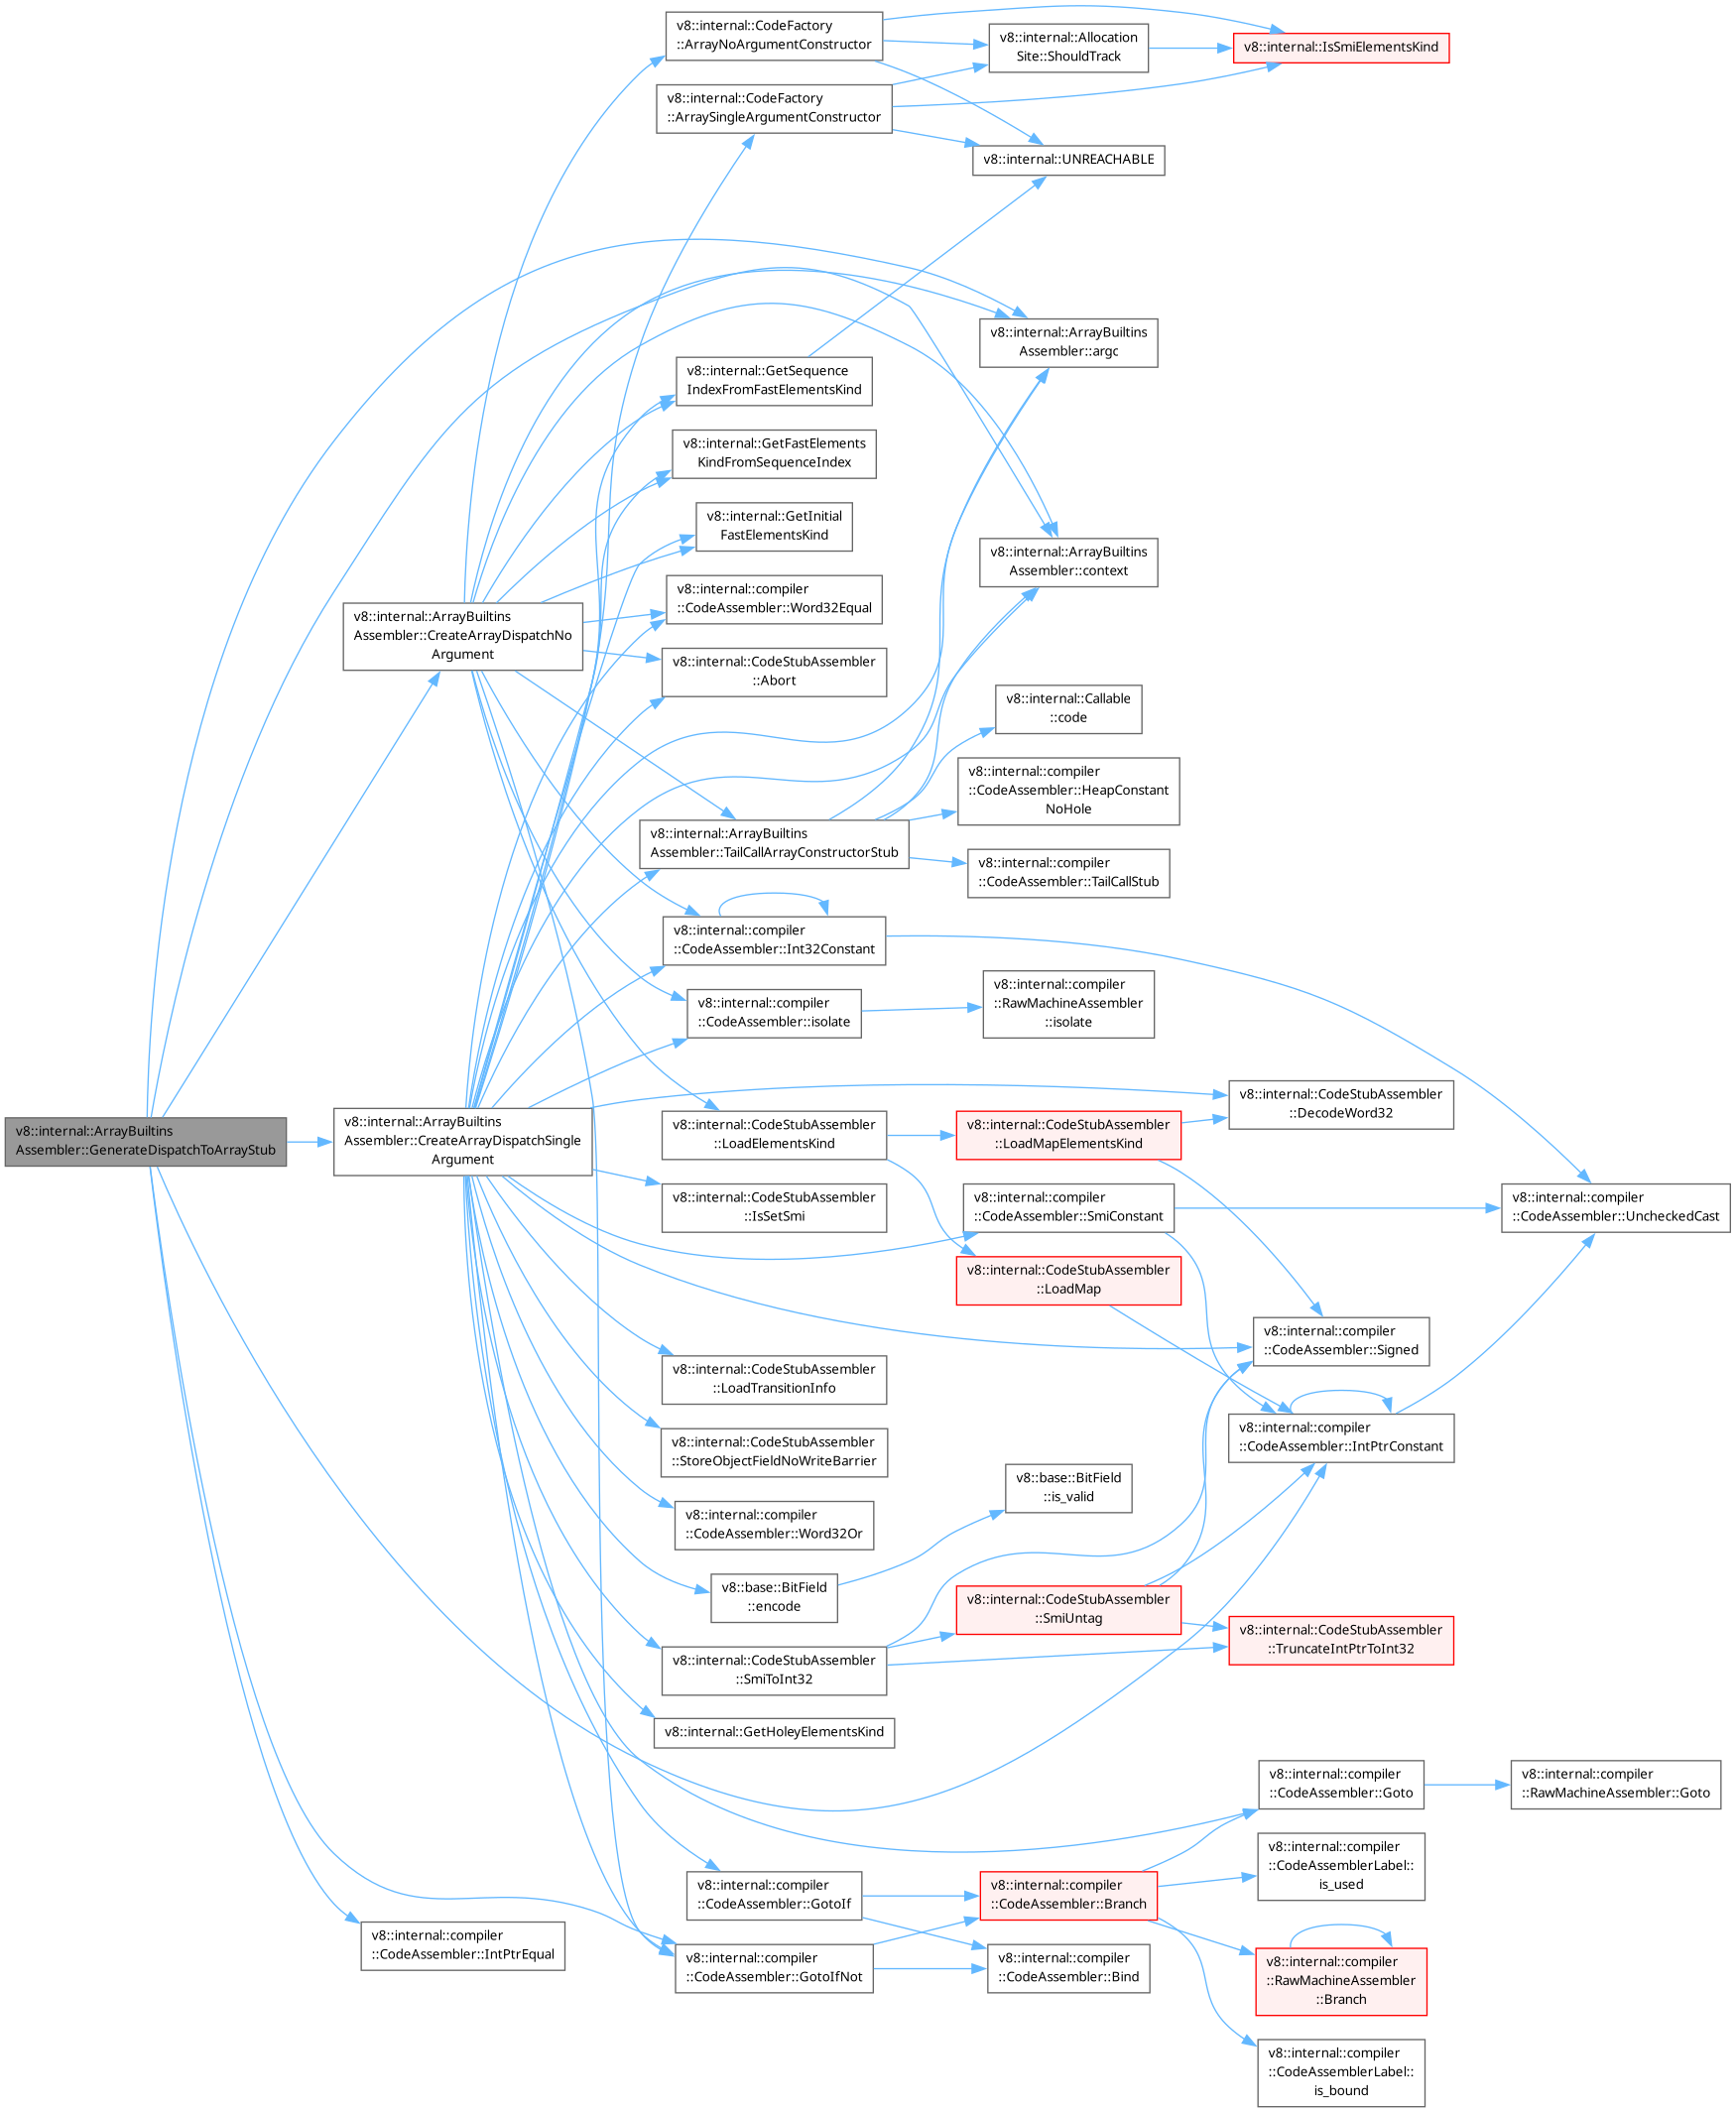 v8::internal::CodeFactory
::ArrayNoArgumentConstructor
v8::internal::Allocation
Site::ShouldTrack
v8::internal::IsSmiElementsKind
v8::internal::CodeFactory
::ArraySingleArgumentConstructor
v8::internal::UNREACHABLE
v8::internal::ArrayBuiltins
Assembler::argc
v8::internal::GetSequence
IndexFromFastElementsKind
v8::internal::GetFastElements
KindFromSequenceIndex
v8::internal::GetInitial
FastElementsKind
v8::internal::ArrayBuiltins
Assembler::context
v8::internal::compiler
::CodeAssembler::Word32Equal
v8::internal::ArrayBuiltins
Assembler::CreateArrayDispatchNo
Argument
v8::internal::CodeStubAssembler
::Abort
v8::internal::Callable
::code
v8::internal::compiler
::CodeAssembler::HeapConstant
NoHole
v8::internal::ArrayBuiltins
Assembler::TailCallArrayConstructorStub
v8::internal::compiler
::CodeAssembler::TailCallStub
v8::internal::compiler
::CodeAssembler::Int32Constant
v8::internal::compiler
::CodeAssembler::isolate
v8::internal::compiler
::RawMachineAssembler
::isolate
v8::internal::CodeStubAssembler
::DecodeWord32
v8::internal::ArrayBuiltins
Assembler::GenerateDispatchToArrayStub
v8::internal::ArrayBuiltins
Assembler::CreateArrayDispatchSingle
Argument
v8::internal::CodeStubAssembler
::LoadElementsKind
v8::internal::CodeStubAssembler
::LoadMapElementsKind
v8::internal::CodeStubAssembler
::IsSetSmi
v8::internal::compiler
::CodeAssembler::SmiConstant
v8::internal::compiler
::CodeAssembler::UncheckedCast
v8::internal::CodeStubAssembler
::LoadMap
v8::internal::compiler
::CodeAssembler::Signed
v8::internal::CodeStubAssembler
::LoadTransitionInfo
v8::internal::compiler
::CodeAssembler::IntPtrConstant
v8::internal::CodeStubAssembler
::StoreObjectFieldNoWriteBarrier
v8::base::BitField
::is_valid
v8::internal::compiler
::CodeAssembler::Word32Or
v8::base::BitField
::encode
v8::internal::CodeStubAssembler
::SmiUntag
v8::internal::CodeStubAssembler
::TruncateIntPtrToInt32
v8::internal::CodeStubAssembler
::SmiToInt32
v8::internal::GetHoleyElementsKind
v8::internal::compiler
::CodeAssembler::Goto
v8::internal::compiler
::RawMachineAssembler::Goto
v8::internal::compiler
::CodeAssemblerLabel::
is_used
v8::internal::compiler
::CodeAssembler::GotoIf
v8::internal::compiler
::CodeAssembler::Branch
v8::internal::compiler
::CodeAssembler::IntPtrEqual
v8::internal::compiler
::CodeAssembler::GotoIfNot
v8::internal::compiler
::CodeAssembler::Bind
v8::internal::compiler
::RawMachineAssembler
::Branch
v8::internal::compiler
::CodeAssemblerLabel::
is_bound